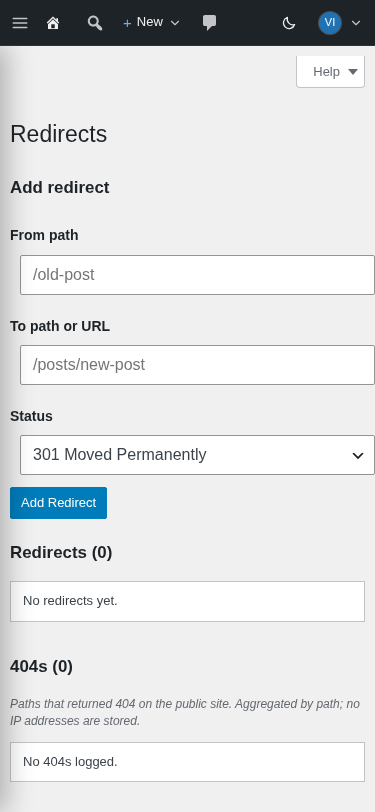 + New
VI
Help
Redirects
Add redirect
From path
/old-post
To path or URL
/posts/new-post
Status
301 Moved Permanently
Add Redirect
Redirects (0)
No redirects yet.
404s (0)
Paths that returned 404 on the public site. Aggregated by path; no
IP addresses are stored.
No 404s logged.